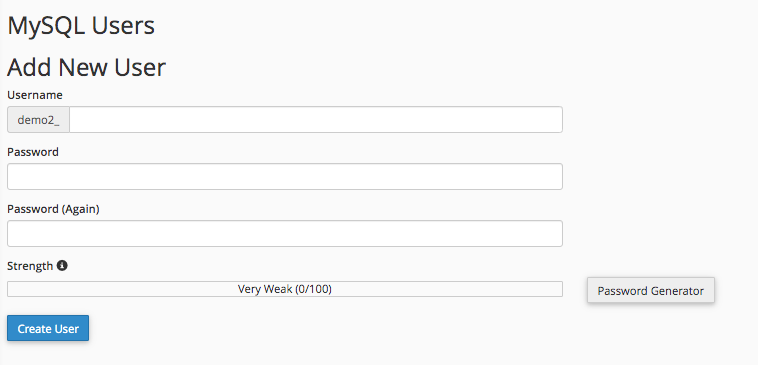 MySQL Users
Add New User
Username
demo2_
Password
Password (Again)
Strength
Very Weak (0/100)
Password Generator
Create User